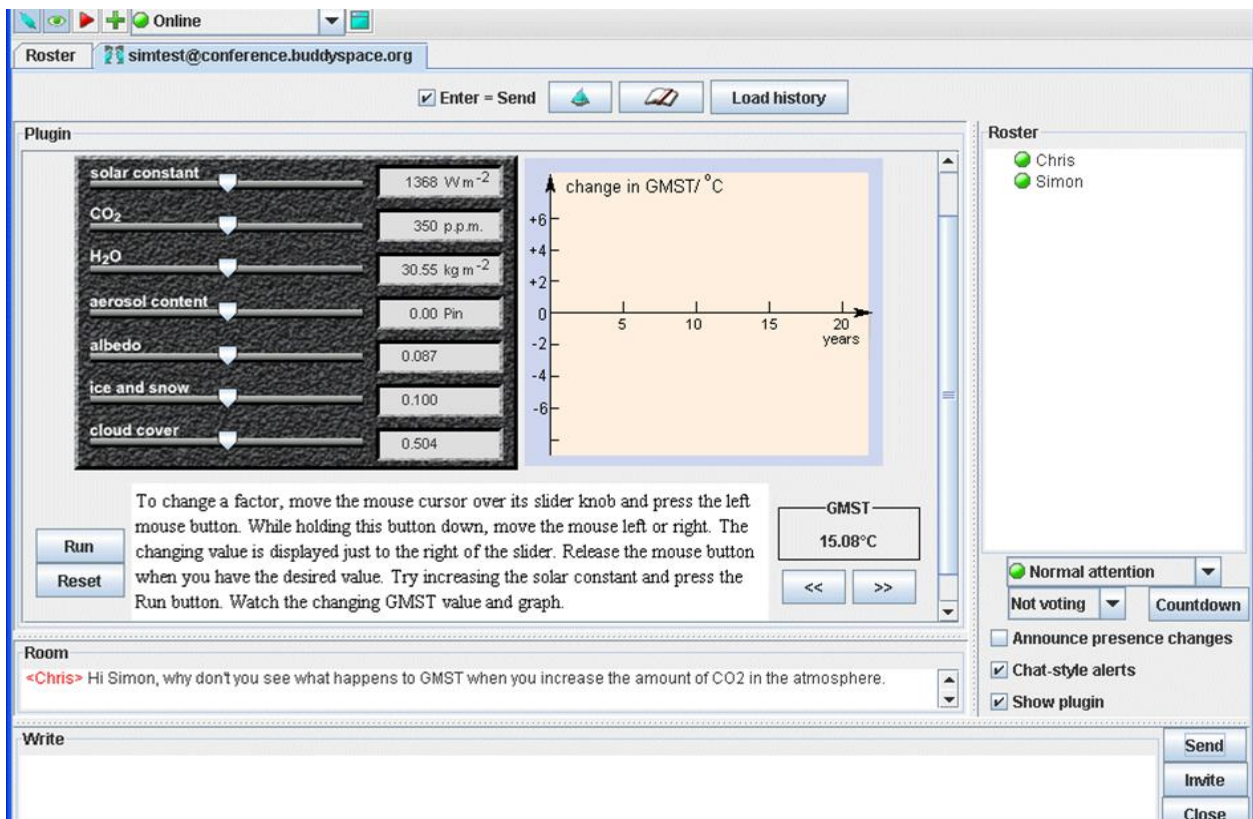 Online
Roster simtest@conference.buddyspace.org
Enter = Send Load history
Plugin
solar constant 1368 Wm-2
CO2 350 p.p.m.
H2O 30.55 kg m-2
aerosol content 0.00 Pin
albedo 0.087
ice and snow 0.100
cloud cover 0.504
change in GMST/ °C
+6
+4
+2
0
-2
-4
-6
5 10 15 20
years
To change a factor, move the mouse cursor over its slider knob and press the left
mouse button. While holding this button down, move the mouse left or right. The
changing value is displayed just to the right of the slider. Release the mouse button
when you have the desired value. Try increasing the solar constant and press the
Run button. Watch the changing GMST value and graph.
Run
Reset
GMST
15.08°C
<< >>
Roster
Chris
Simon
Normal attention
Not voting Countdown
Announce presence changes
Chat-style alerts
Show plugin
Room
<Chris> Hi Simon, why don't you see what happens to GMST when you increase the amount of CO2 in the atmosphere.
Write
Send
Invite
Close